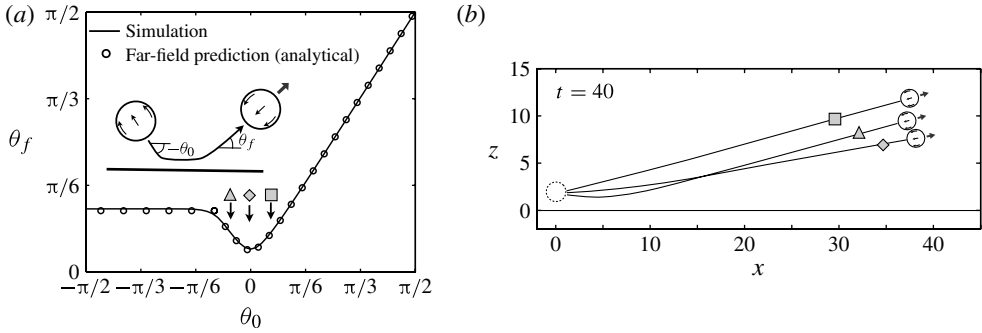 (a)
π/2
π/3
θf
π/6
0
Simulation
Far-field prediction (analytical)
−θ0
θf
−π/2
−π/3
−π/6
0
π/6
π/3
π/2
θ0
(b)
15
10
z
5
0
t = 40
0
10
20
30
40
x